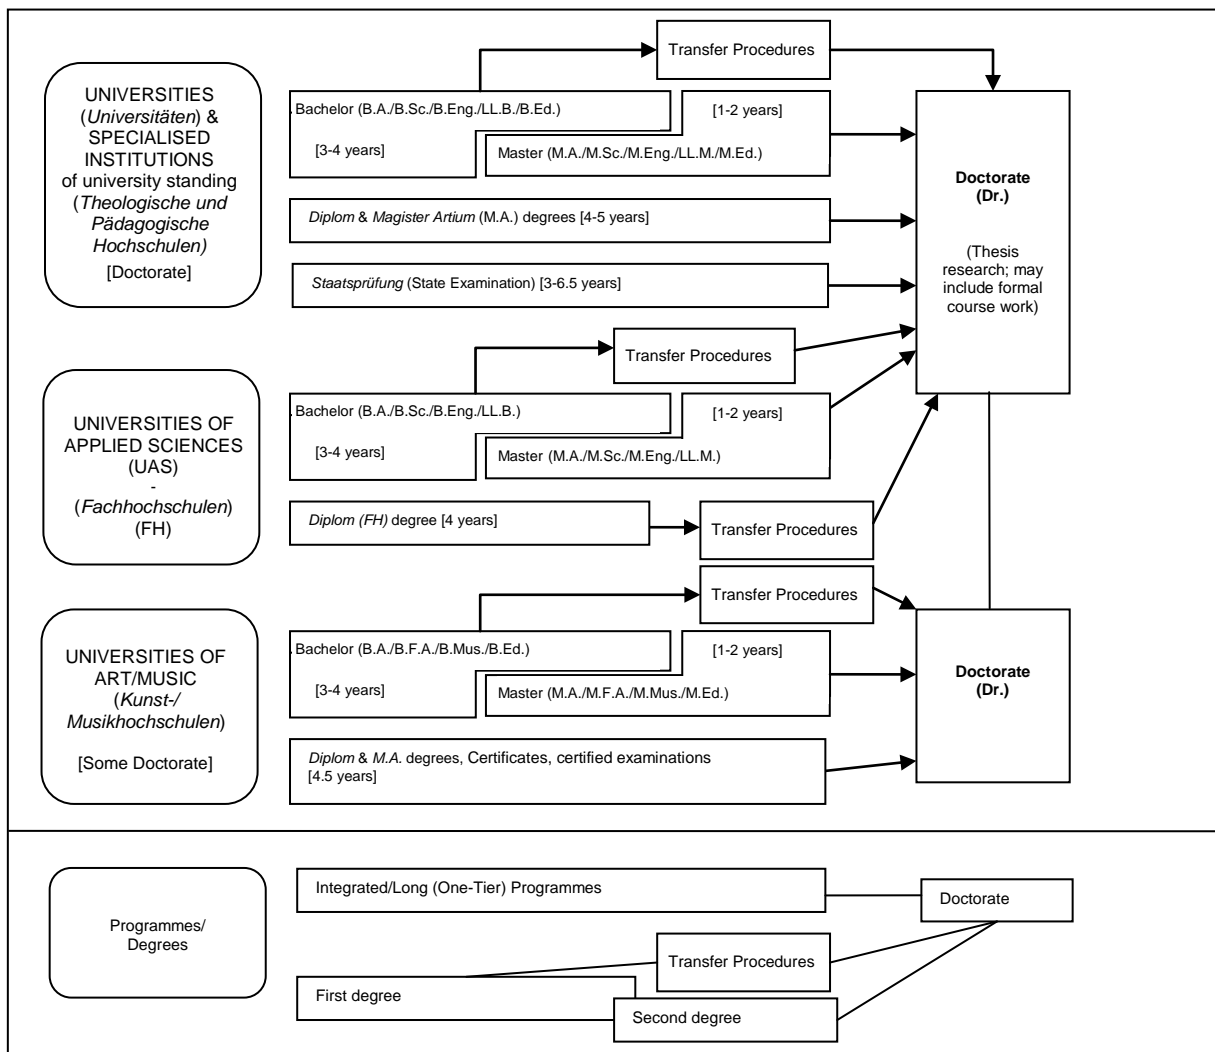 Transfer Procedures
UNIVERSITIES
(Universitäten) &
SPECIALISED
INSTITUTIONS
of university standing
(Theologische und
Pädagogische
Hochschulen)
[Doctorate]
Bachelor (B.A./B.Sc./B.Eng./LL.B./B.Ed.)
[3-4 years]
[1-2 years]
Master (M.A./M.Sc./M.Eng./LL.M./M.Ed.)
Diplom & Magister Artium (M.A.) degrees [4-5 years]
Staatsprüfung (State Examination) [3-6.5 years]
Doctorate
(Dr.)
(Thesis
research; may
include formal
course work)
Transfer Procedures
UNIVERSITIES OF
APPLIED SCIENCES
(UAS)
-
(Fachhochschulen)
(FH)
Bachelor (B.A./B.Sc./B.Eng./LL.B.)
[3-4 years]
[1-2 years]
Master (M.A./M.Sc./M.Eng./LL.M.)
Diplom (FH) degree [4 years]
Transfer Procedures
Transfer Procedures
UNIVERSITIES OF
ART/MUSIC
(Kunst-/
Musikhochschulen)
[Some Doctorate]
Bachelor (B.A./B.F.A./B.Mus./B.Ed.)
[3-4 years]
[1-2 years]
Master (M.A./M.F.A./M.Mus./M.Ed.)
Diplom & M.A. degrees, Certificates, certified examinations
[4.5 years]
Doctorate
(Dr.)
Programmes/
Degrees
Integrated/Long (One-Tier) Programmes
Doctorate
Transfer Procedures
First degree
Second degree